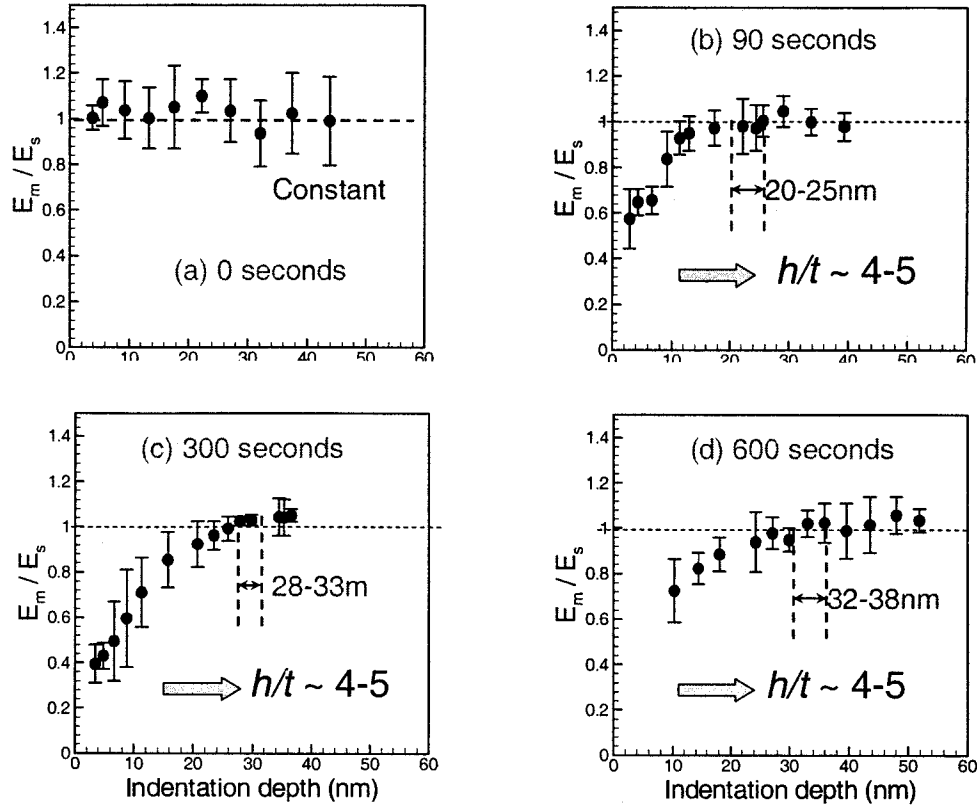 1.4
1.2
1
0.8
0.6
0.4
0.2
0
E_m / E_s
Constant
(a) 0 seconds
0 10 20 30 40 50 60
1.4
1.2
1
0.8
0.6
0.4
0.2
0
E_m / E_s
(b) 90 seconds
20-25nm
h/t ~ 4-5
0 10 20 30 40 50 60
1.4
1.2
1
0.8
0.6
0.4
0.2
0
E_m / E_s
(c) 300 seconds
28-33m
h/t ~ 4-5
0 10 20 30 40 50 60
Indentation depth (nm)
1.4
1.2
1
0.8
0.6
0.4
0.2
0
E_m / E_s
(d) 600 seconds
32-38nm
h/t ~ 4-5
0 10 20 30 40 50 60
Indentation depth (nm)